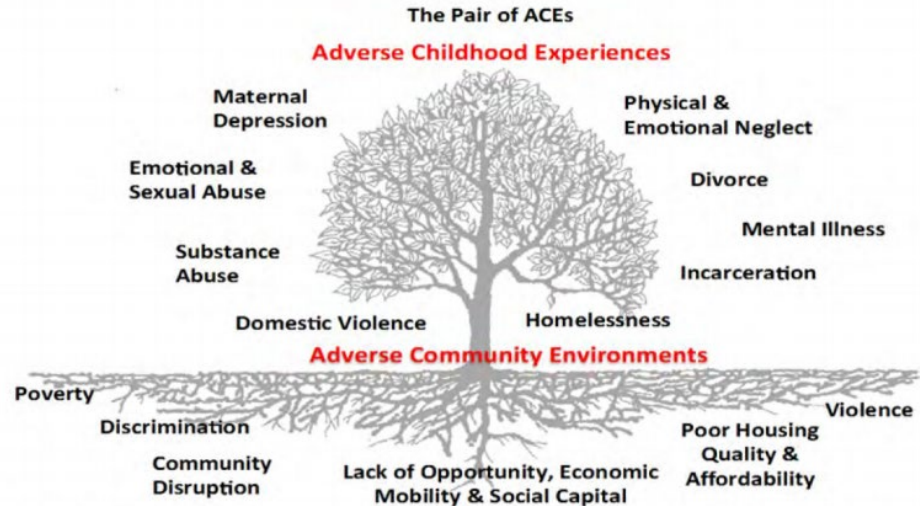 The Pair of ACEs
Adverse Childhood Experiences
Maternal
Depression
Physical &
Emotional Neglect
Emotional &
Sexual Abuse
Divorce
Mental Illness
Substance
Abuse
Incarceration
Domestic Violence
Homelessness
Adverse Community Environments
Poverty
Violence
Discrimination
Poor Housing
Quality &
Affordability
Community
Disruption
Lack of Opportunity, Economic
Mobility & Social Capital